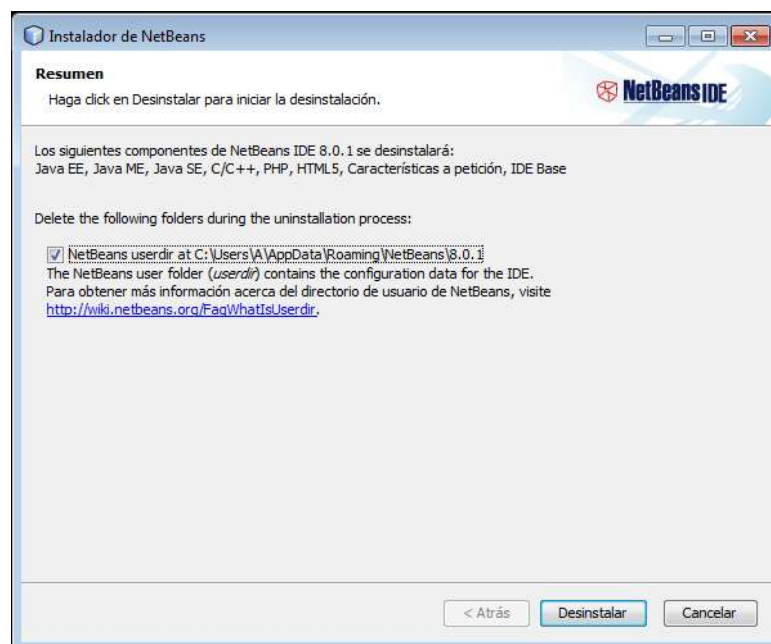 Instalador de NetBeans
Resumen
Haga click en Desinstalar para iniciar la desinstalación.
NetBeans IDE
Los siguientes componentes de NetBeans IDE 8.0.1 se desinstalará:
Java EE, Java ME, Java SE, C/C++, PHP, HTML5, Características a petición, IDE Base
Delete the following folders during the uninstallation process:
NetBeans userdir at C:\Users\A\AppData\Roaming\NetBeans\8.0.1
The NetBeans user folder (userdir) contains the configuration data for the IDE.
Para obtener más información acerca del directorio de usuario de NetBeans, visite
http://wiki.netbeans.org/FaqWhatIsUserdir.
< Atrás
Desinstalar
Cancelar